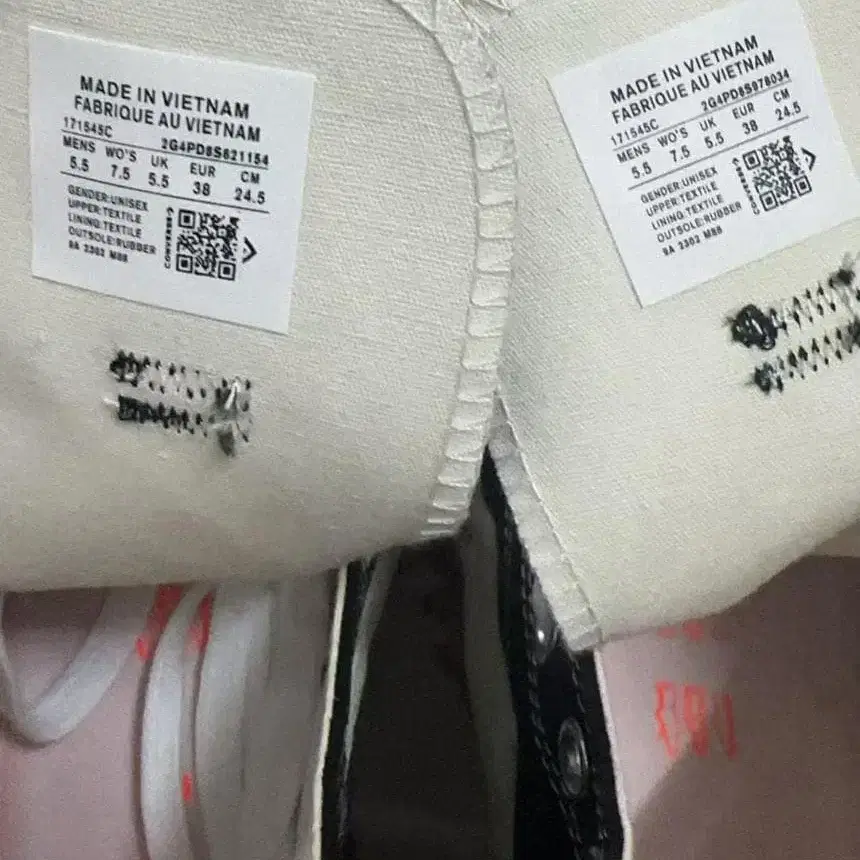 MADE IN VIETNAM
FABRIQUE AU VIETNAM
171545C 2G4PD8S621154
MENS WO'S UK EUR CM
5.5 7.5 5.5 38 24.5
GENDER:UNISEX
UPPER:TEXTILE
LINING:TEXTILE
OUTSOLE:RUBBER
8A 2302 M88
CONVERSE
MADE IN VIETNAM
FABRIQUE AU VIETNAM
171545C 2G4PD8S078034
MENS WO'S UK EUR CM
5.5 7.5 5.5 38 24.5
GENDER:UNISEX
UPPER:TEXTILE
LINING:TEXTILE
OUTSOLE:RUBBER
8A 2302 M88
CONVERSE